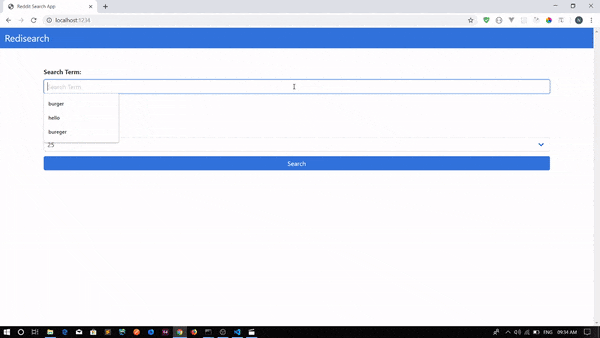 Reddit Search App
localhost:1234
Redisearch
Search Term:
Search Term
burger
hello
bureger
25
Search
ENG
09:34 AM